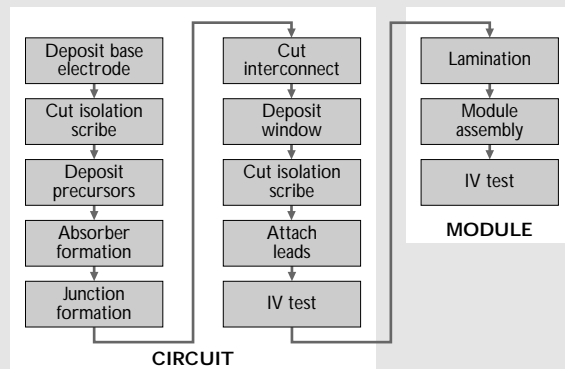 Deposit base
electrode
Cut isolation
scribe
Deposit
precursors
Absorber
formation
Junction
formation
Cut
interconnect
Deposit
window
Cut isolation
scribe
Attach
leads
IV test
CIRCUIT
Lamination
Module
assembly
IV test
MODULE